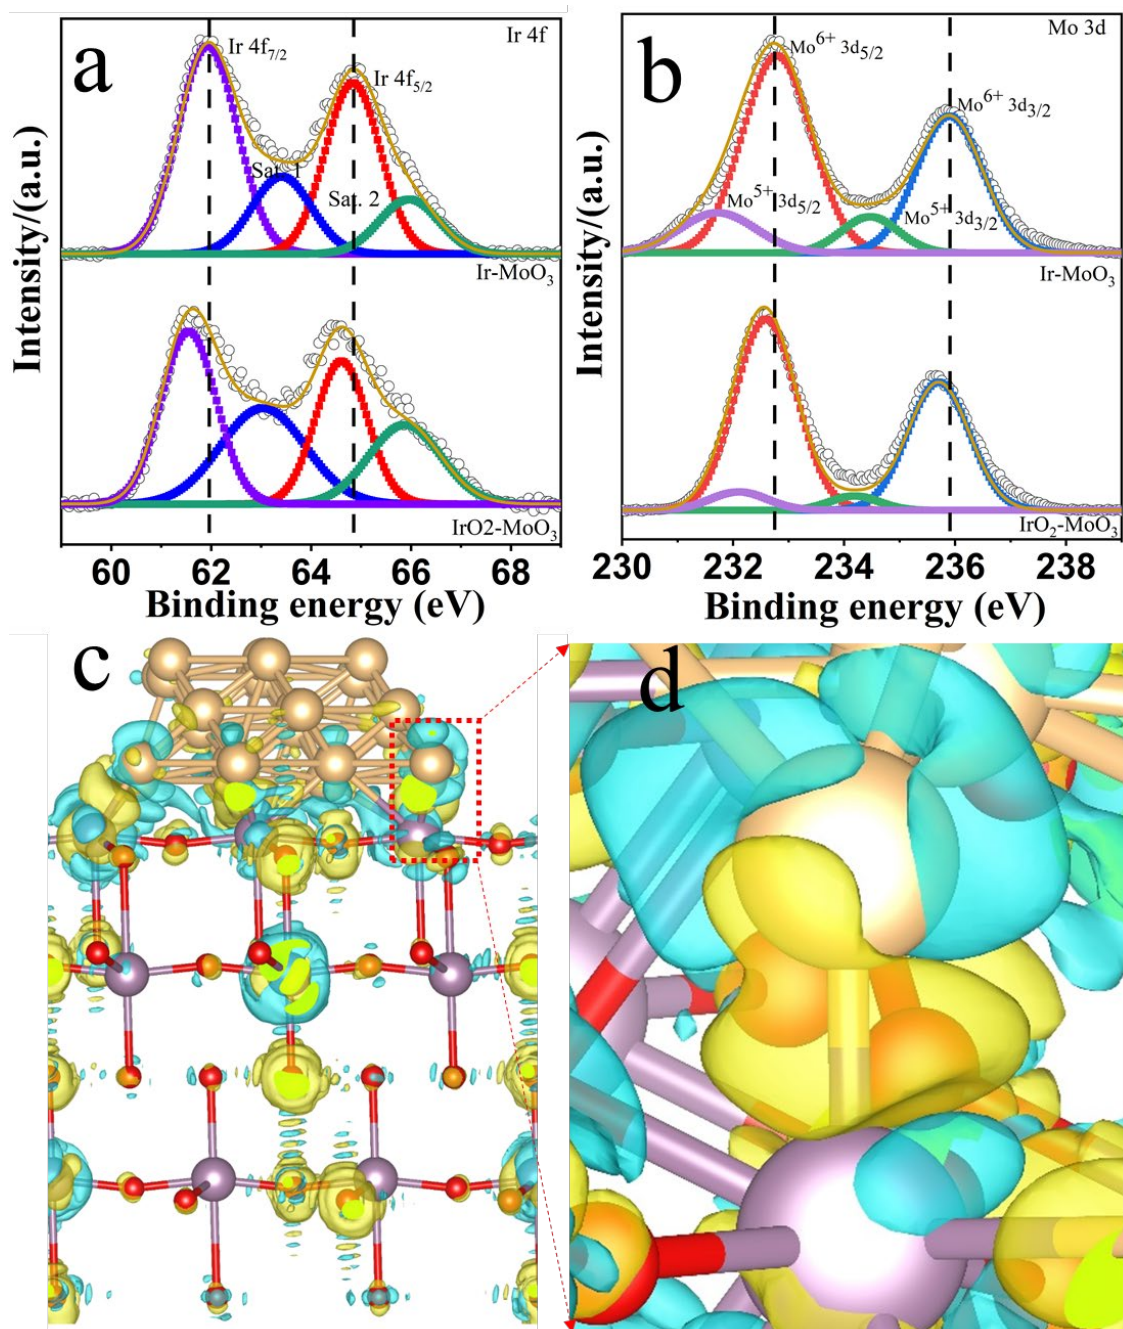 a
Ir 4f
Ir 4f7/2
Ir 4f5/2
Sat. 1
Sat. 2
Ir-MoO3
IrO2-MoO3
Intensity/(a.u.)
60 62 64 66 68
Binding energy (eV)
b
Mo 3d
Mo6+ 3d5/2
Mo6+ 3d3/2
Mo5+ 3d5/2
Mo5+ 3d3/2
Ir-MoO3
IrO2-MoO3
Intensity/(a.u.)
230 232 234 236 238
Binding energy (eV)
c
d